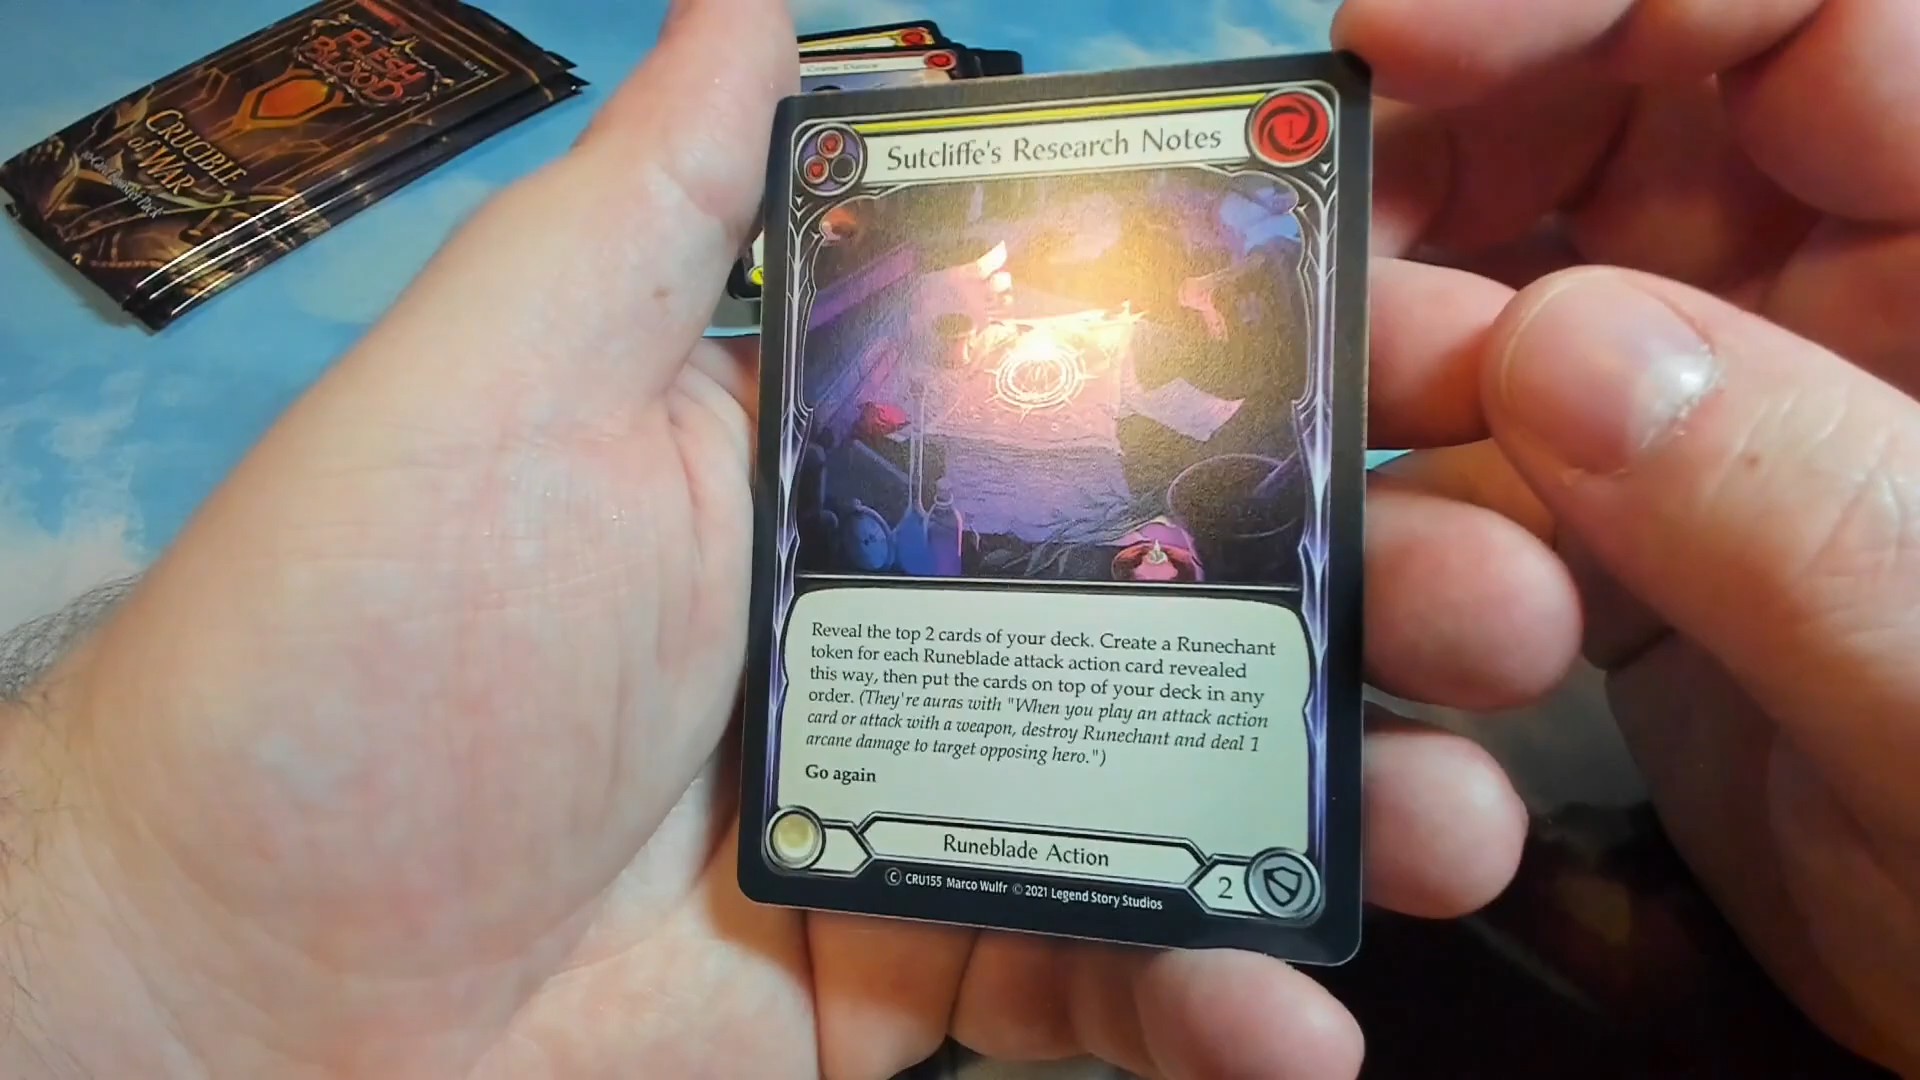 FLESH
BLOOD
CRUCIBLE
of WAR
Crane Dance
1
Sutcliffe's Research Notes
Reveal the top 2 cards of your deck. Create a Runechant
token for each Runeblade attack action card revealed
this way, then put the cards on top of your deck in any
order. (They're auras with "When you play an attack action
card or attack with a weapon, destroy Runechant and deal 1
arcane damage to target opposing hero.")
Go again
Runeblade Action
2
C CRU155 Marco Wulfr © 2021 Legend Story Studios